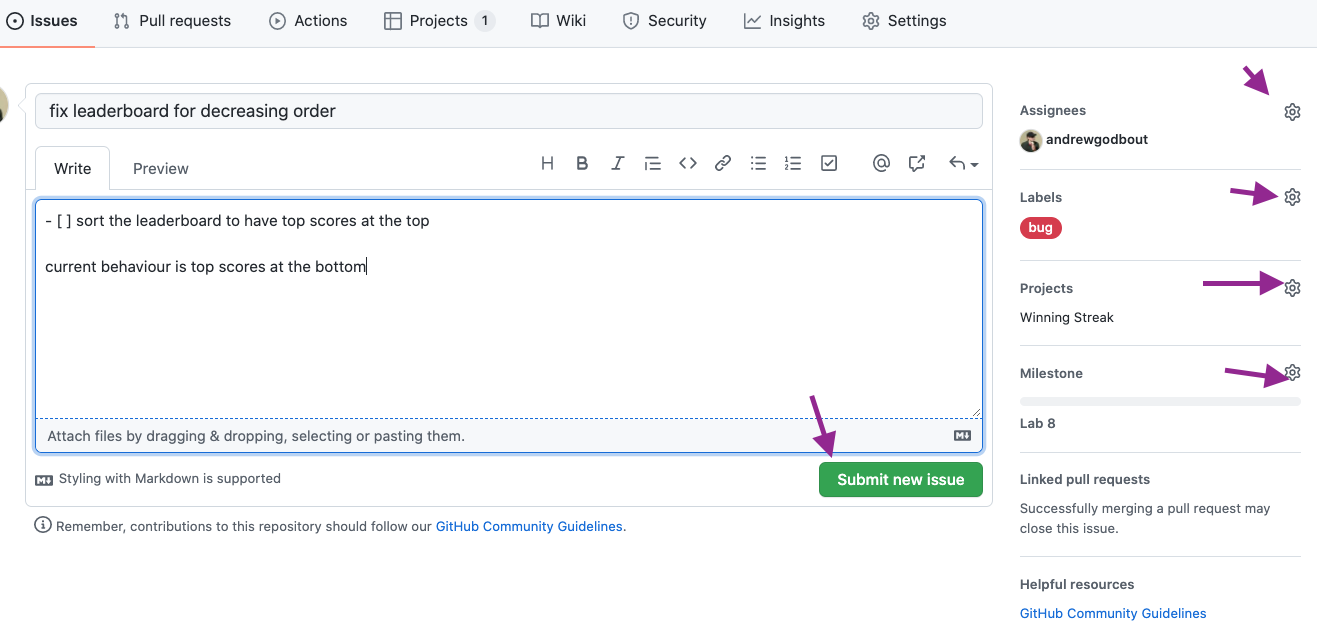 Issues Pull requests Actions Projects 1 Wiki Security Insights Settings
fix leaderboard for decreasing order
Write Preview
- [ ] sort the leaderboard to have top scores at the top
current behaviour is top scores at the bottom
Attach files by dragging & dropping, selecting or pasting them.
Styling with Markdown is supported
Submit new issue
Remember, contributions to this repository should follow our GitHub Community Guidelines.
Assignees
andrewgodbout
Labels
bug
Projects
Winning Streak
Milestone
Lab 8
Linked pull requests
Successfully merging a pull request may
close this issue.
Helpful resources
GitHub Community Guidelines